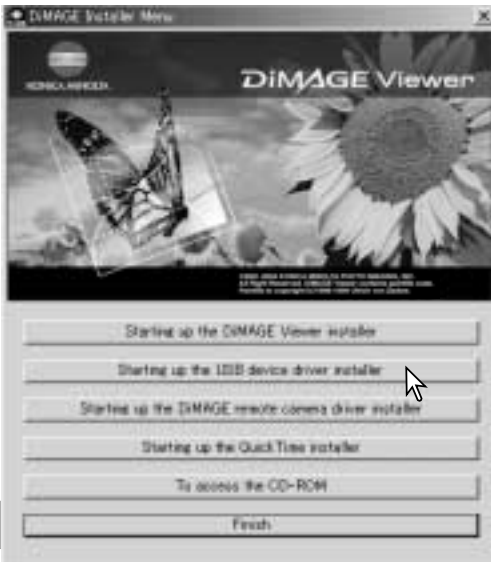 DiMAGE Installer Menu
KONICA MINOLTA
DiMAGE Viewer
Starting up the DiMAGE Viewer installer
Starting up the USB device driver installer
Starting up the DiMAGE remote camera driver installer
Starting up the QuickTime installer
To access the CD-ROM
Finish